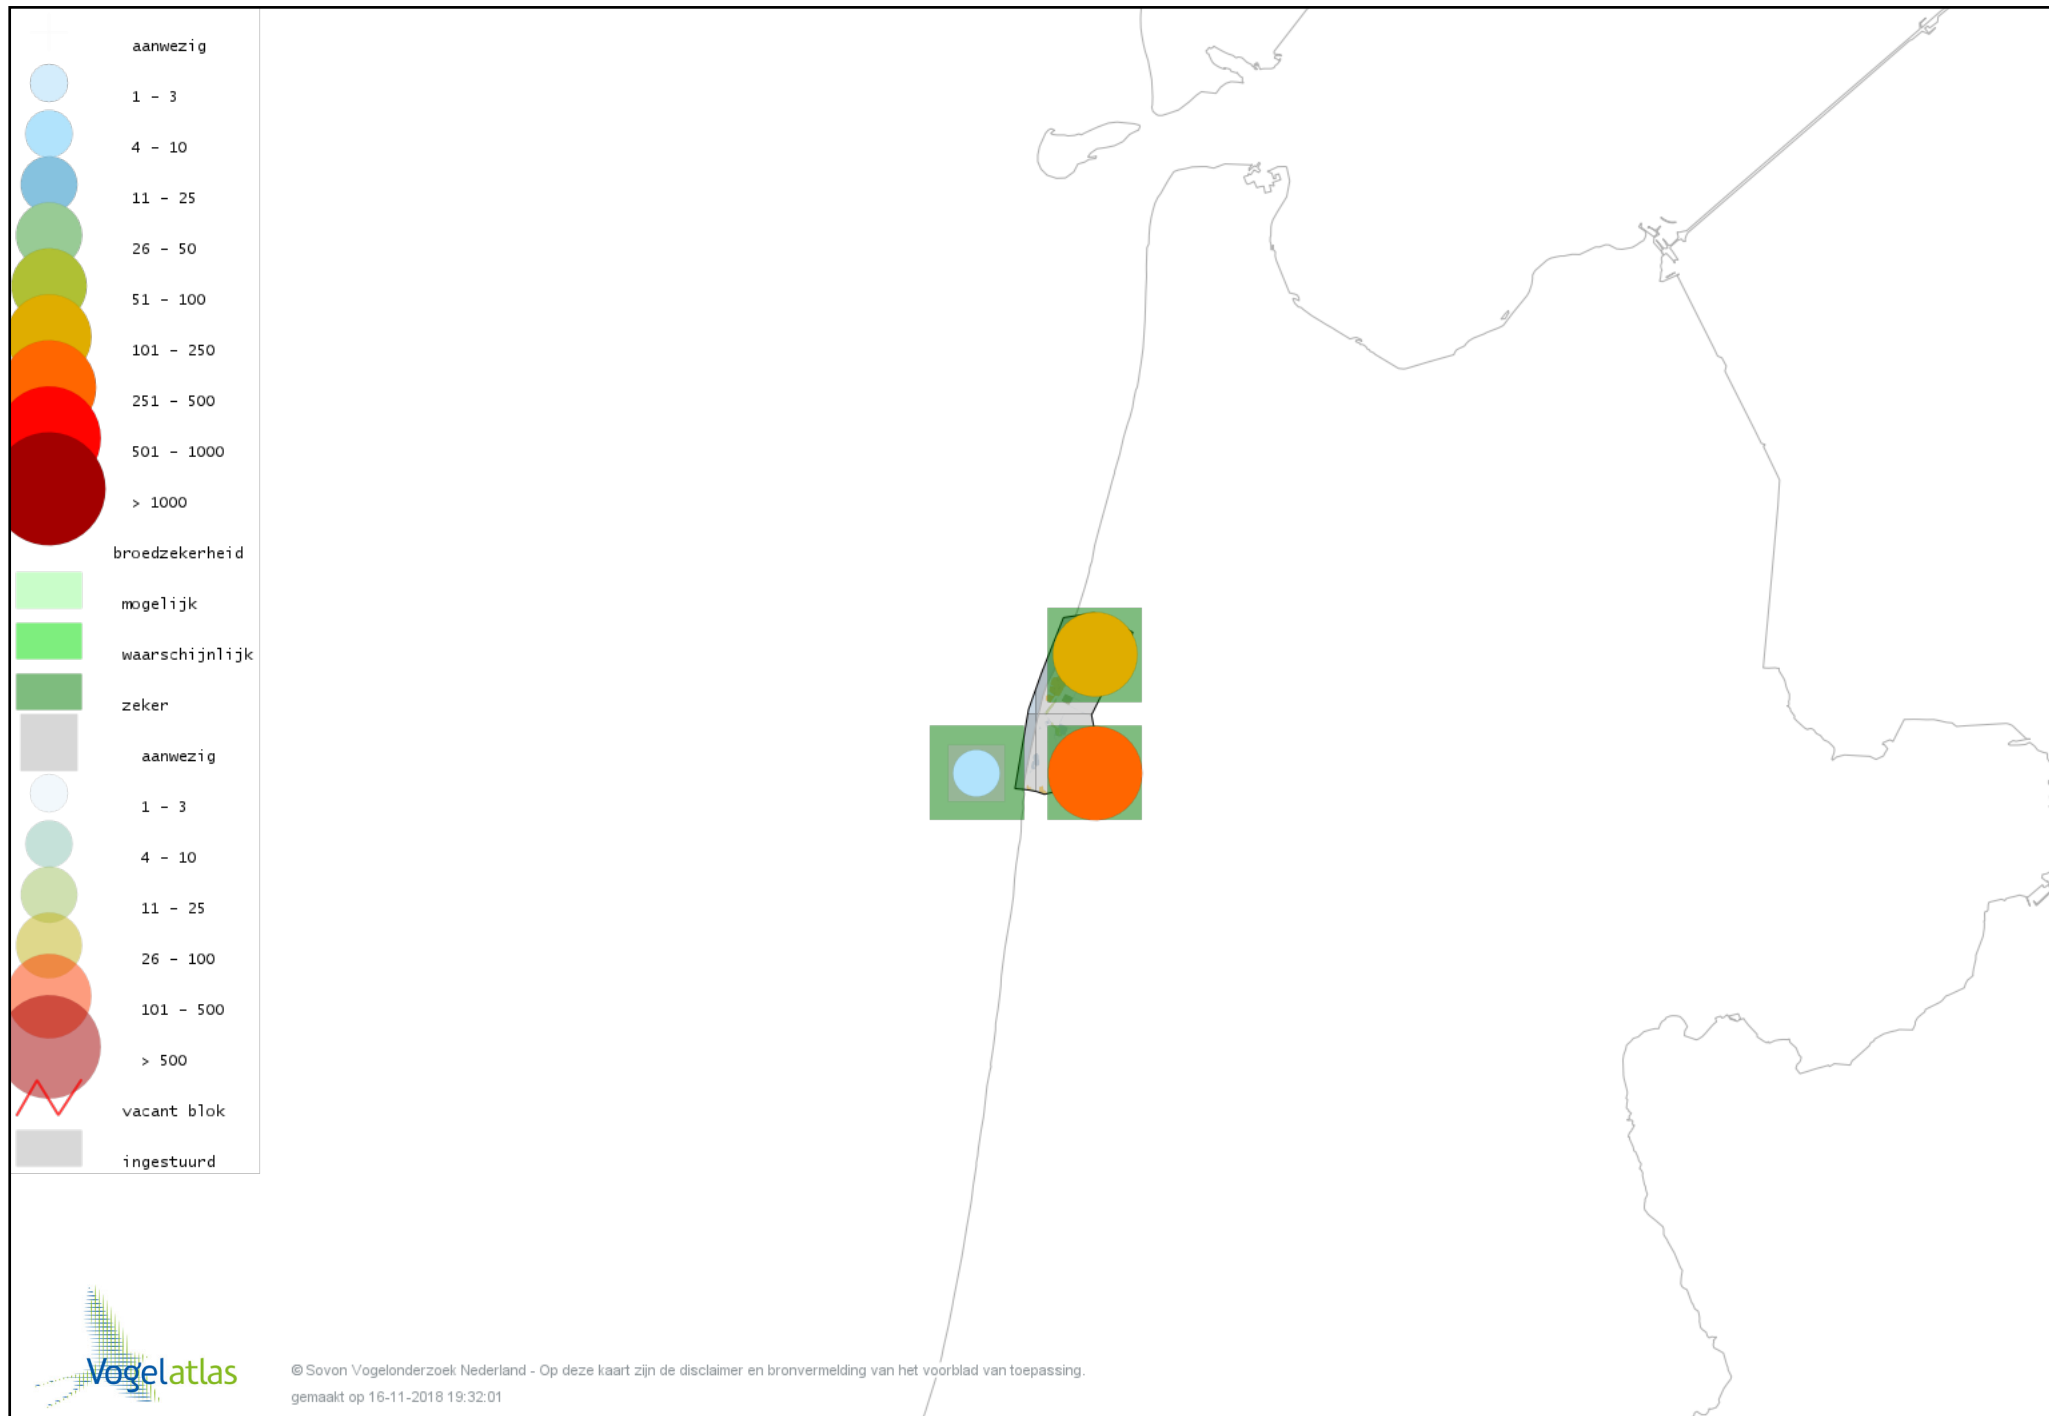 aanwezig
1 - 3
4 - 10
11 - 25
26 - 50
51 - 100
101 - 250
251 - 500
501 - 1000
> 1000
broedzekerheid
mogelijk
waarschijnlijk
zeker
aanwezig
1 - 3
4 - 10
11 - 25
26 - 100
101 - 500
> 500
vacant blok
ingestuurd
Vogelatlas
© Sovon Vogelonderzoek Nederland - Op deze kaart zijn de disclaimer en bronvermelding van het voorblad van toepassing.
gemaakt op 16-11-2018 19:32:01